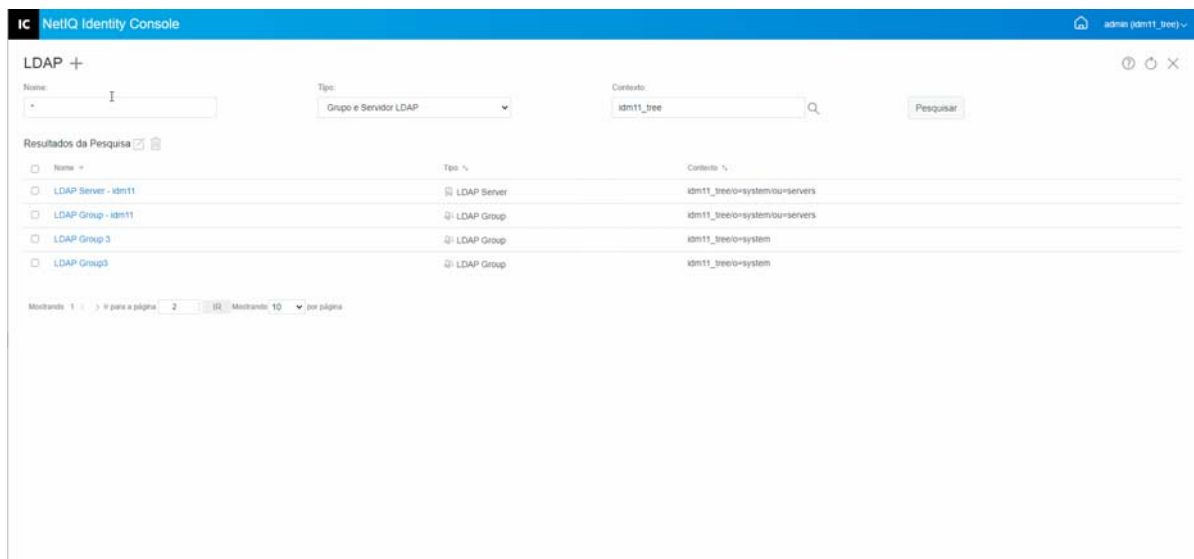 IC NetIQ Identity Console admin (idm11_tree)
LDAP
Nome: Tipo: Contexto:
* Grupo e Servidor LDAP idm11_tree Pesquisar
Resultados da Pesquisa
Nome Tipo Contexto
LDAP Server - idm11 LDAP Server idm11_tree/o=system/ou=servers
LDAP Group - idm11 LDAP Group idm11_tree/o=system/ou=servers
LDAP Group 3 LDAP Group idm11_tree/o=system
LDAP Group3 LDAP Group idm11_tree/o=system
Mostrando 1 Ir para a página 2 IR Mostrando 10 por página